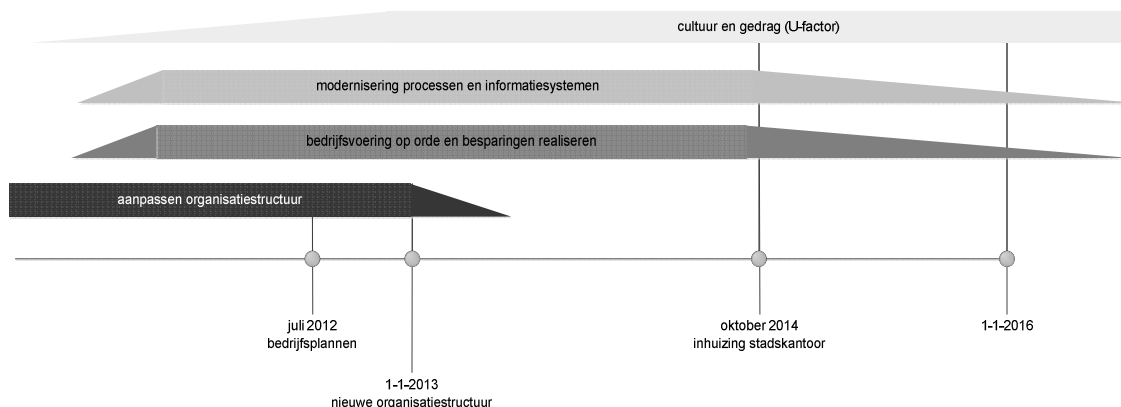 cultuur en gedrag (U-factor)
modernisering processen en informatiesystemen
bedrijfsvoering op orde en besparingen realiseren
aanpassen organisatiestructuur
juli 2012
bedrijfsplannen
1-1-2013
nieuwe organisatiestructuur
oktober 2014
inhuizing stadskantoor
1-1-2016